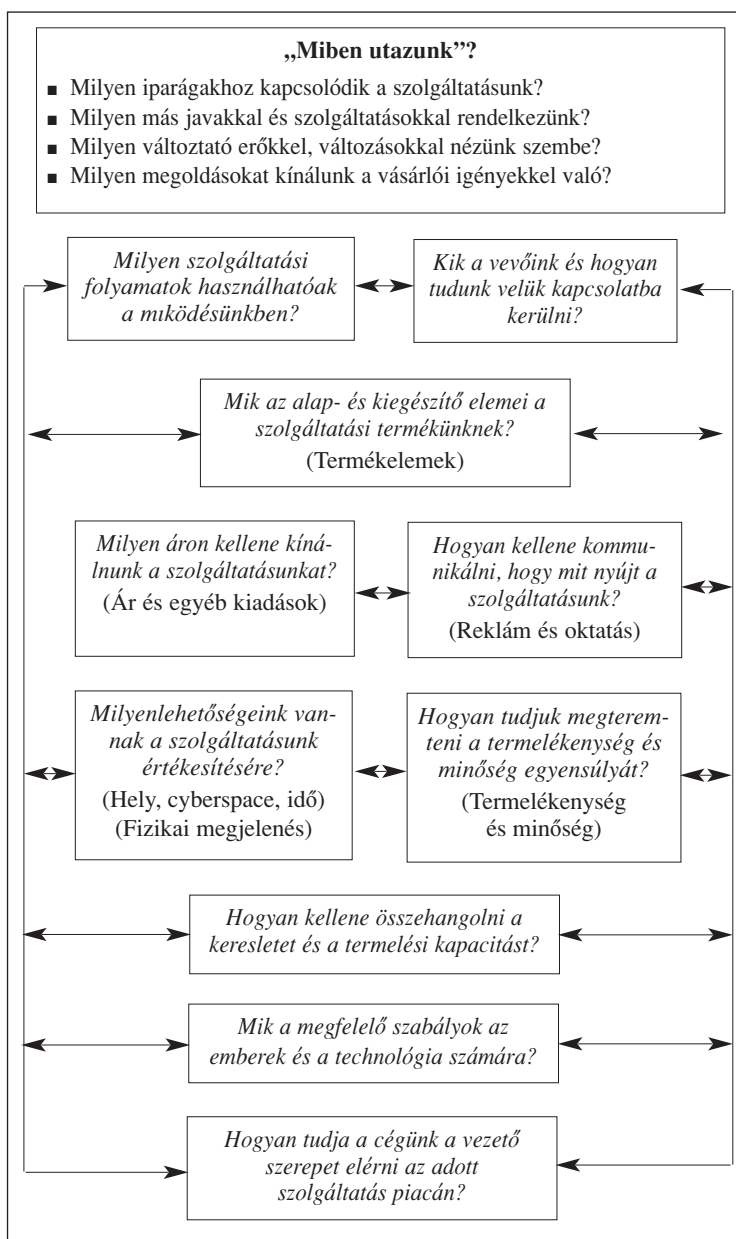 „Miben utazunk”?
■ Milyen iparágakhoz kapcsolódik a szolgáltatásunk?
■ Milyen más javakkal és szolgáltatásokkal rendelkezünk?
■ Milyen változtató erőkkel, változásokkal nézünk szembe?
■ Milyen megoldásokat kínálunk a vásárlói igényekkel való?
Milyen szolgáltatási
folyamatok használhatóak
a mıködésünkben?
Kik a vevőink és hogyan
tudunk velük kapcsolatba
kerülni?
Mik az alap- és kiegészítő elemei a
szolgáltatási termékünknek?
(Termékelemek)
Milyen áron kellene kíná-
lnunk a szolgáltatásunkat?
(Ár és egyéb kiadások)
Hogyan kellene kommu-
nikálni, hogy mit nyújt a
szolgáltatásunk?
(Reklám és oktatás)
Milyenlehetőségeink van-
nak a szolgáltatásunk
értékesítésére?
(Hely, cyberspace, idő)
(Fizikai megjelenés)
Hogyan tudjuk megterem-
teni a termelékenység és
minőség egyensúlyát?
(Termelékenység
és minőség)
Hogyan kellene összehangolni a
keresletet és a termelési kapacitást?
Mik a megfelelő szabályok az
emberek és a technológia számára?
Hogyan tudja a cégünk a vezető
szerepet elérni az adott
szolgáltatás piacán?